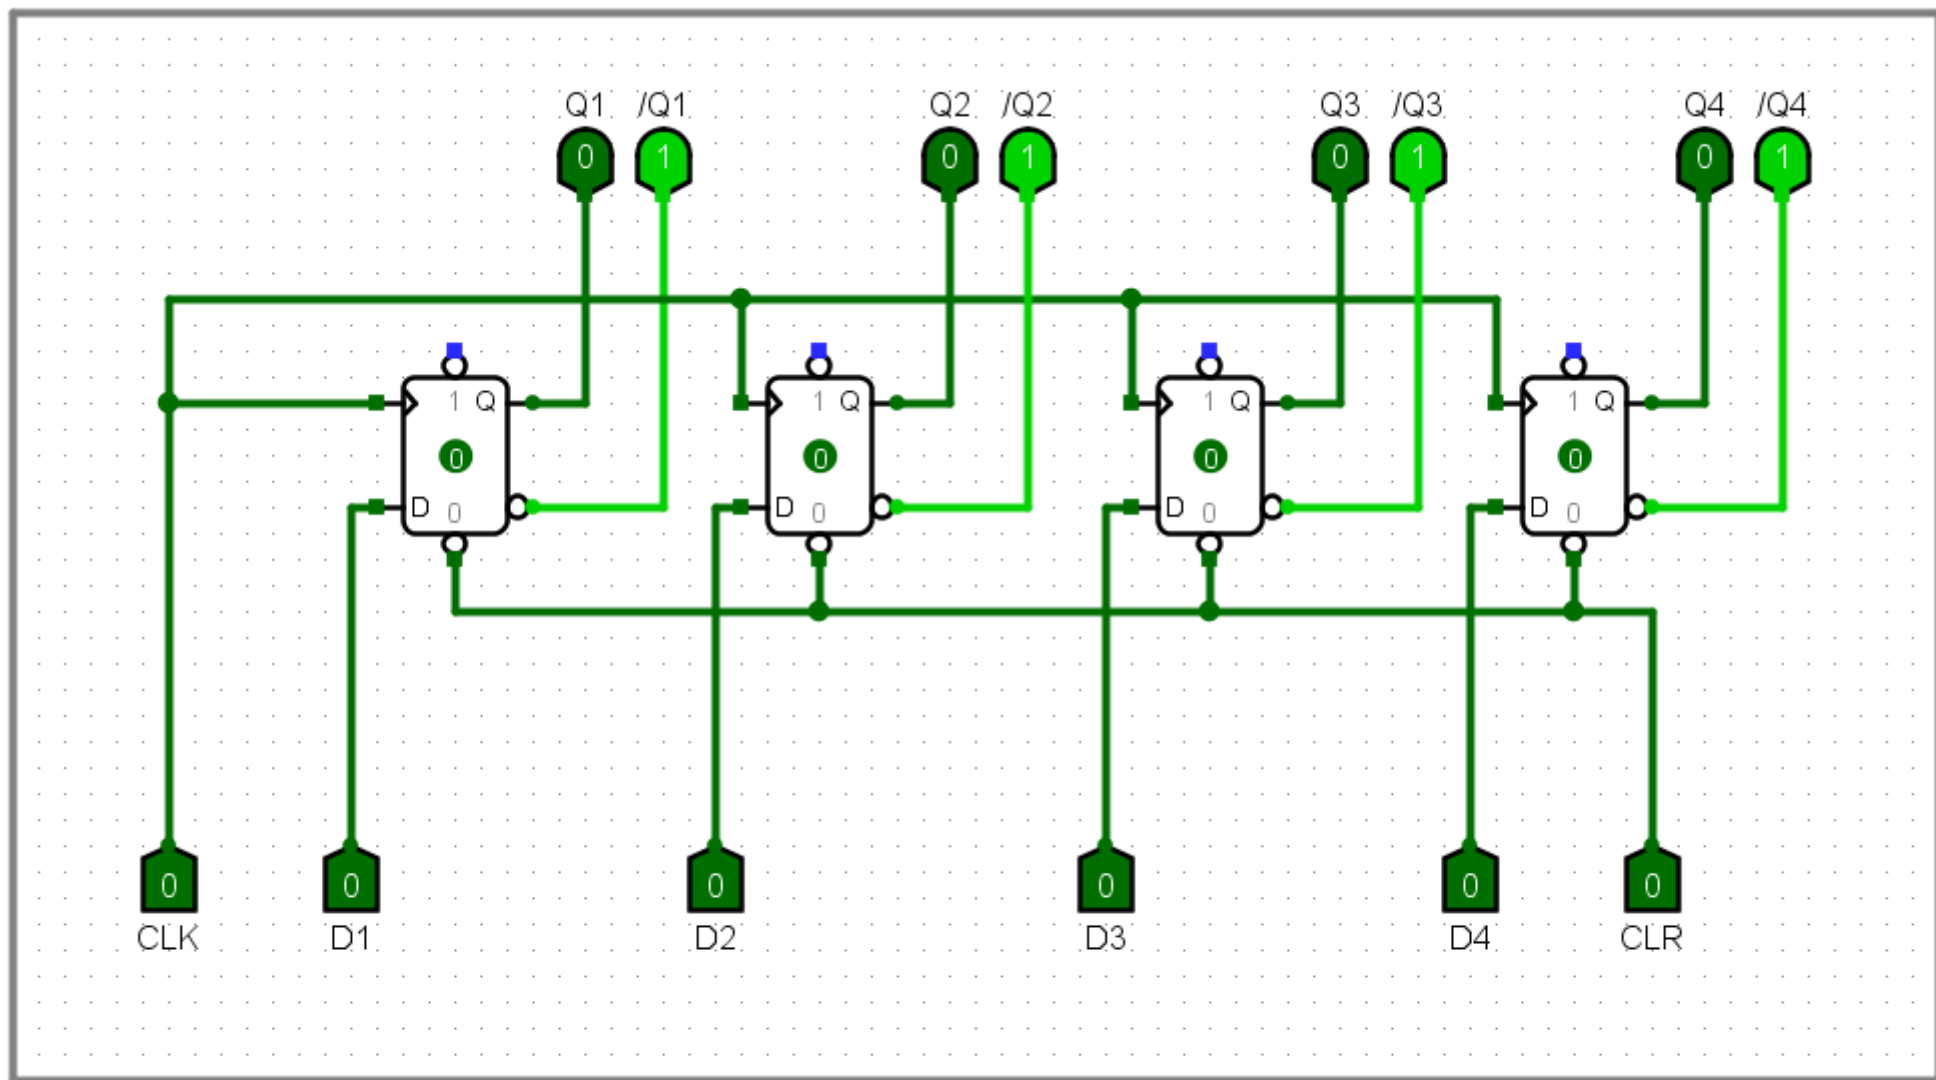 Q1 /Q1 Q2 /Q2 Q3 /Q3 Q4 /Q4
0 1 0 1 0 1 0 1
1 Q 1 Q 1 Q 1 Q
0 0 0 0
D 0 D 0 D 0 D 0
0 0 0 0 0 0
CLK D1 D2 D3 D4 CLR